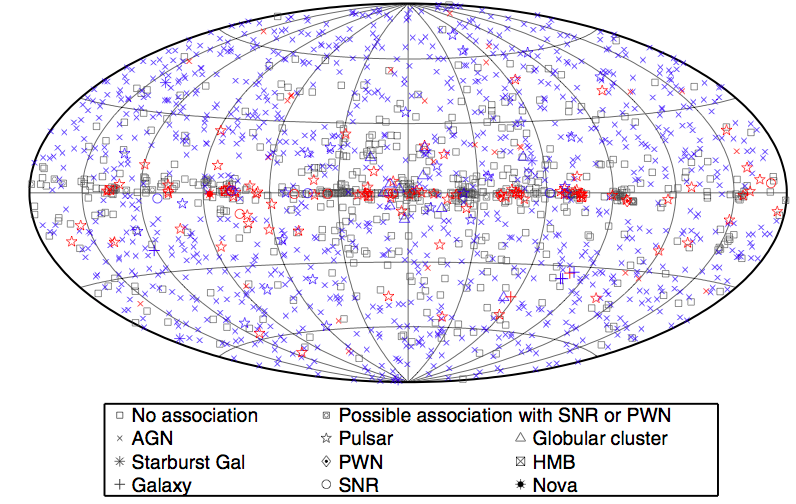 No association Possible association with SNR or PWN
AGN Pulsar Globular cluster
Starburst Gal PWN HMB
Galaxy SNR Nova